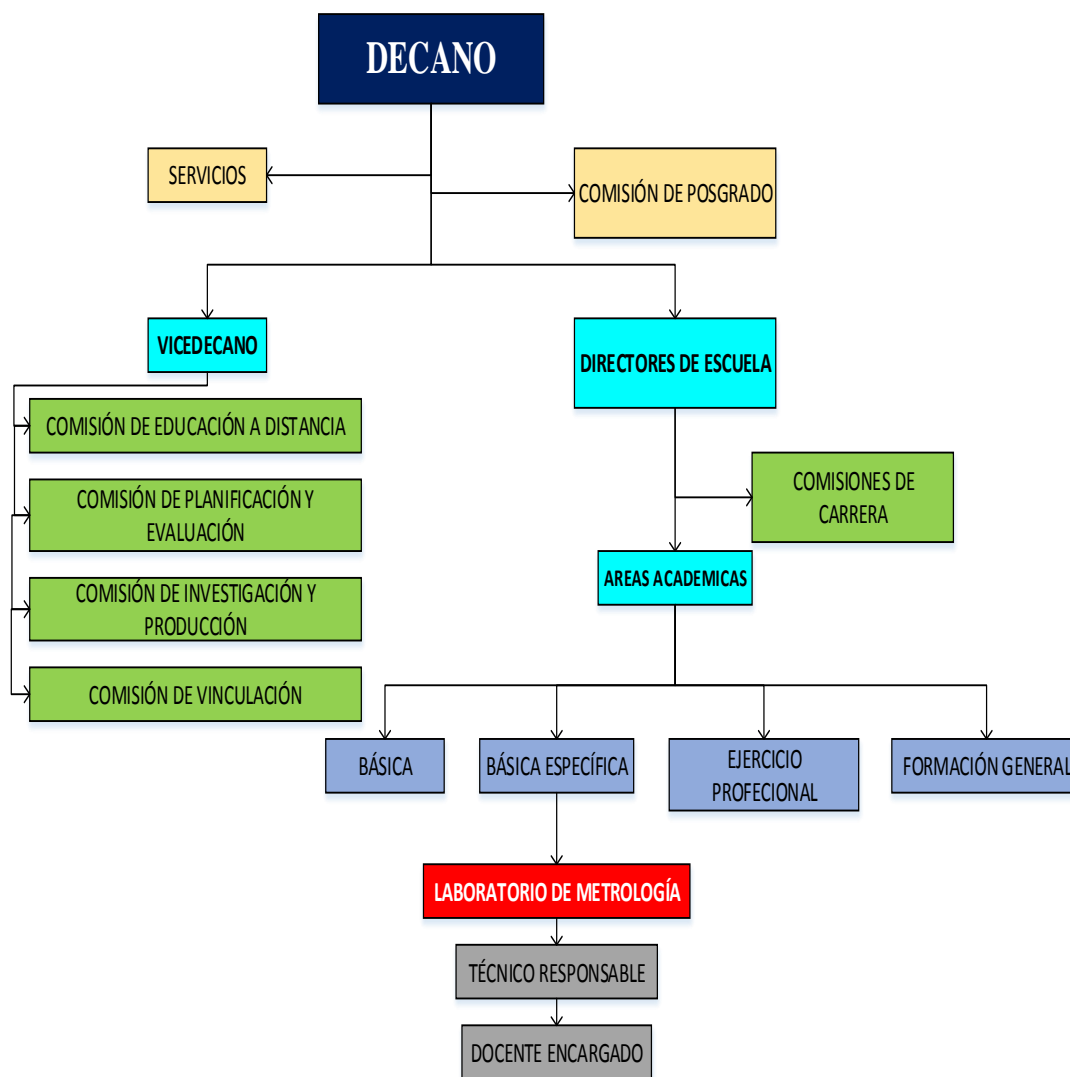 DECANO
SERVICIOS
COMISIÓN DE POSGRADO
VICEDECANO
DIRECTORES DE ESCUELA
COMISIÓN DE EDUCACIÓN A DISTANCIA
COMISIÓN DE PLANIFICACIÓN Y
EVALUACIÓN
COMISIÓN DE INVESTIGACIÓN Y
PRODUCCIÓN
COMISIÓN DE VINCULACIÓN
COMISIONES DE
CARRERA
AREAS ACADEMICAS
BÁSICA
BÁSICA ESPECÍFICA
EJERCICIO
PROFECIONAL
FORMACIÓN GENERAL
LABORATORIO DE METROLOGÍA
TÉCNICO RESPONSABLE
DOCENTE ENCARGADO